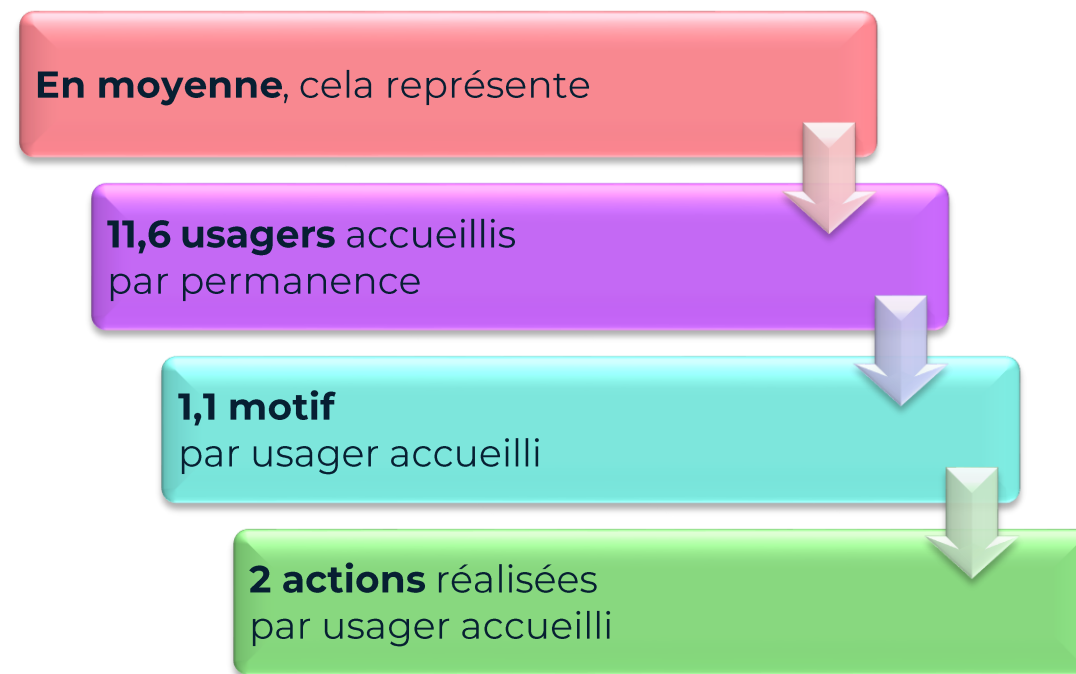 En moyenne, cela représente
11,6 usagers accueillis
par permanence
1,1 motif
par usager accueilli
2 actions réalisées
par usager accueilli